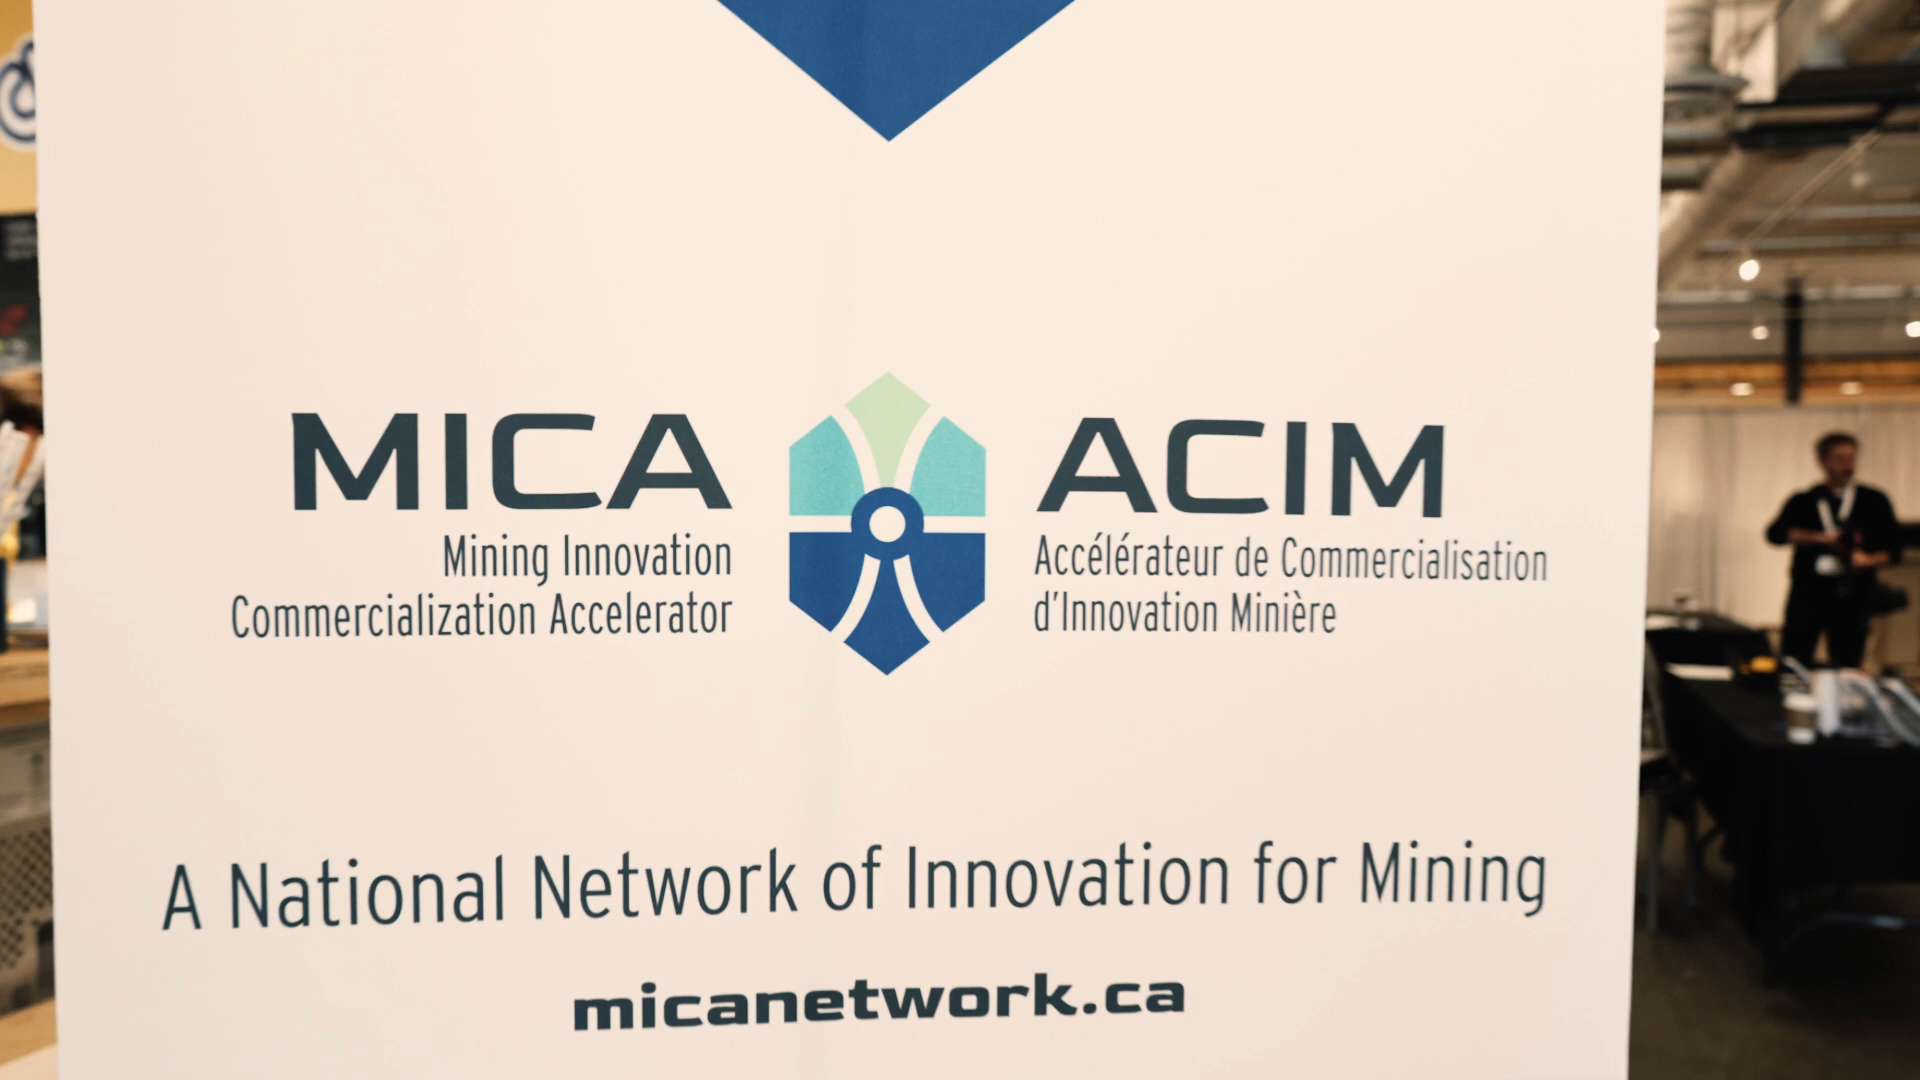 MICA
Mining Innovation
Commercialization Accelerator
ACIM
Accélérateur de Commercialisation
d'Innovation Minière
A National Network of Innovation for Mining
micanetwork.ca